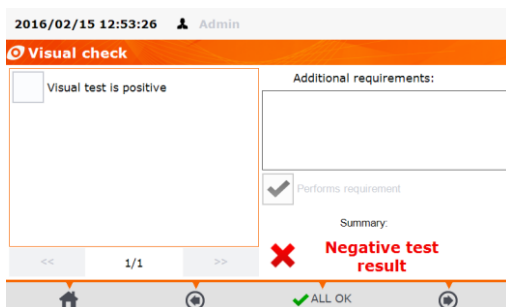 2016/02/15 12:53:26 Admin
Visual check
Visual test is positive
Additional requirements:
Performs requirement
Summary:
Negative test
result
<< 1/1 >>
ALL OK